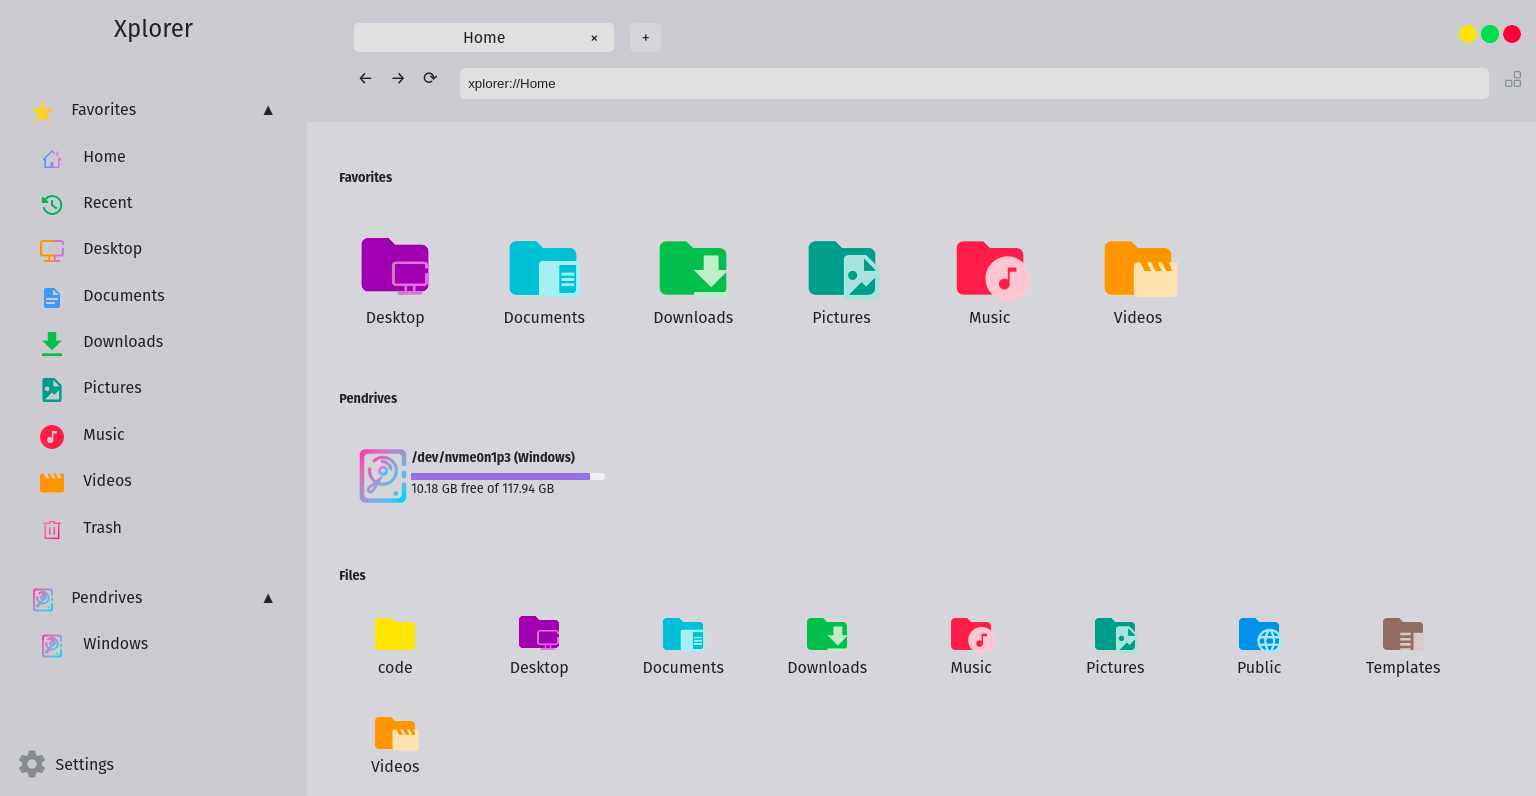 Xplorer
Home × +
← → ⟳ xplorer://Home
Favorites ▲
Home
Recent
Desktop
Documents
Downloads
Pictures
Music
Videos
Trash
Pendrives ▲
Windows
Settings
Favorites
Desktop Documents Downloads Pictures Music Videos
Pendrives
/dev/nvme0n1p3 (Windows)
10.18 GB free of 117.94 GB
Files
code Desktop Documents Downloads Music Pictures Public Templates
Videos